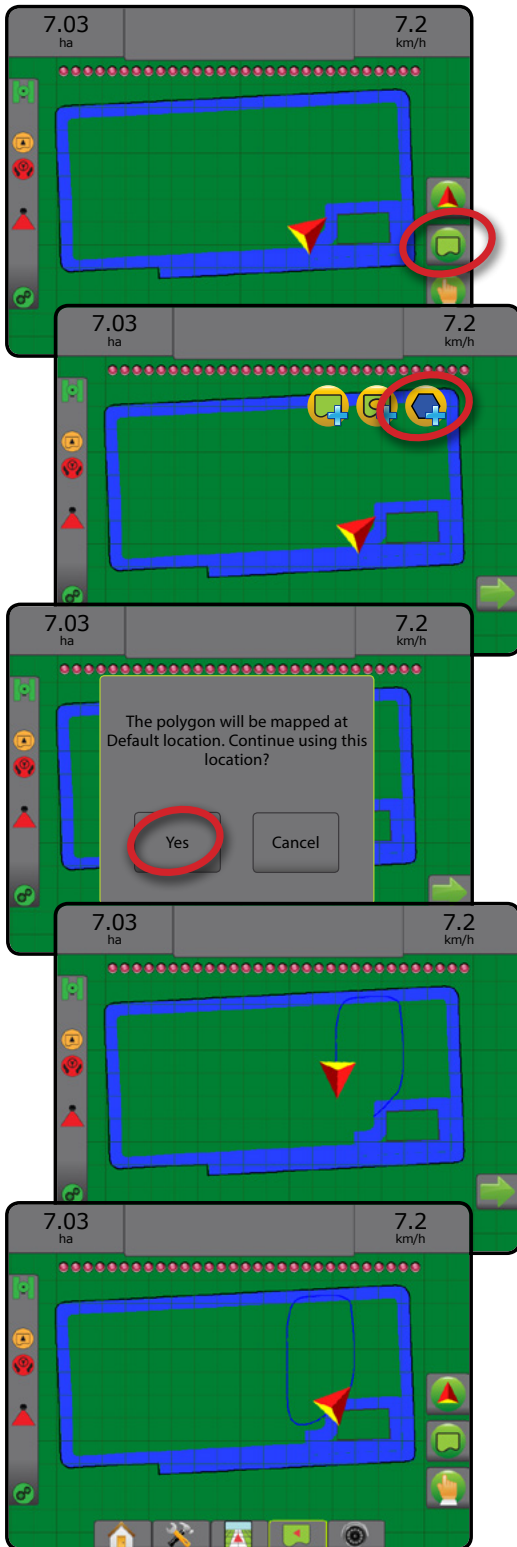 7.03
ha
7.2
km/h
7.03
ha
7.2
km/h
7.03
ha
7.2
km/h
The polygon will be mapped at
Default location. Continue using this
location?
Yes
Cancel
7.03
ha
7.2
km/h
7.03
ha
7.2
km/h